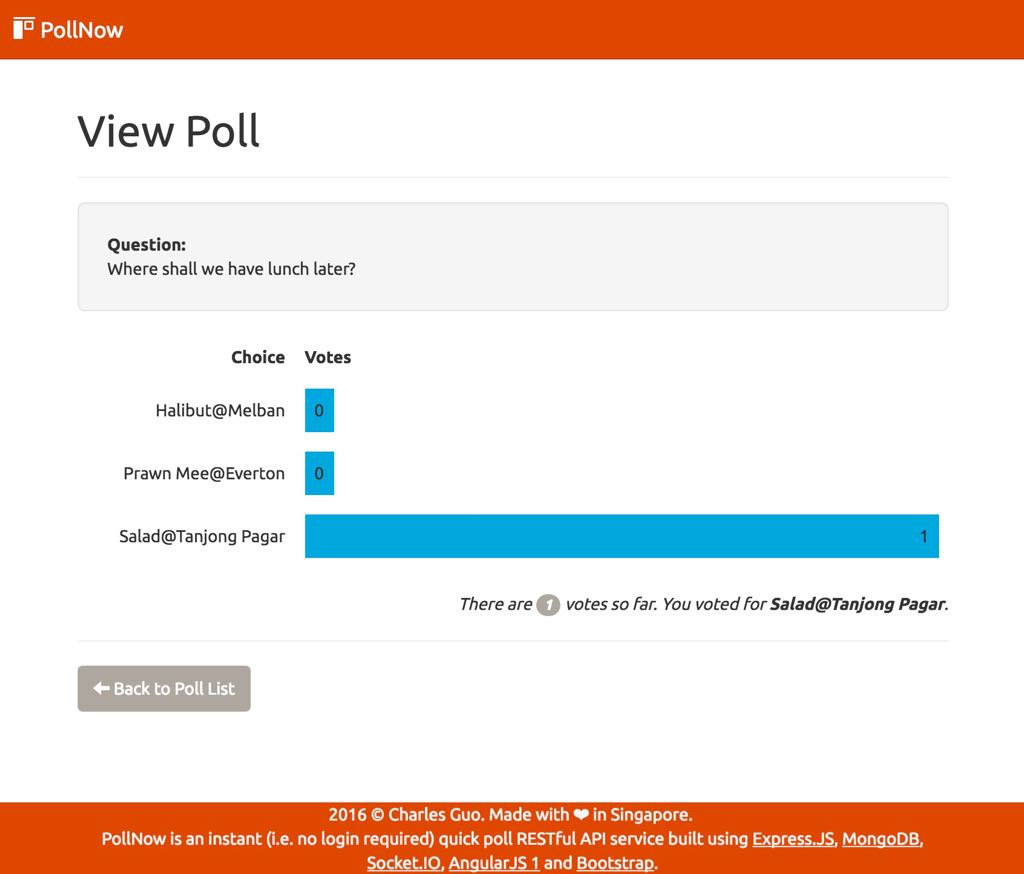 PollNow
View Poll
Question:
Where shall we have lunch later?
Choice Votes
Halibut@Melban 0
Prawn Mee@Everton 0
Salad@Tanjong Pagar 1
There are 1 votes so far. You voted for Salad@Tanjong Pagar.
Back to Poll List
2016 © Charles Guo. Made with ❤ in Singapore.
PollNow is an instant (i.e. no login required) quick poll RESTful API service built using Express.JS, MongoDB,
Socket.IO, AngularJS 1 and Bootstrap.